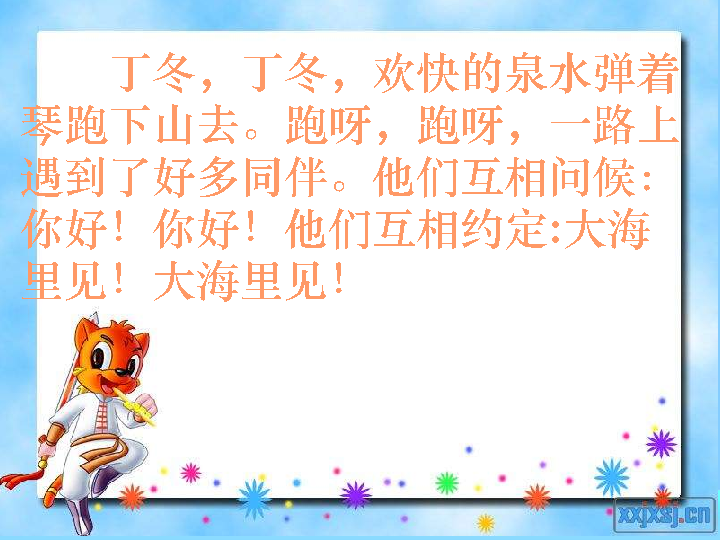 丁冬，丁冬，欢快的泉水弹着
琴跑下山去。跑呀，跑呀，一路上
遇到了好多同伴。他们互相问候：
你好！你好！他们互相约定:大海
里见！大海里见！
xxjxsj.cn